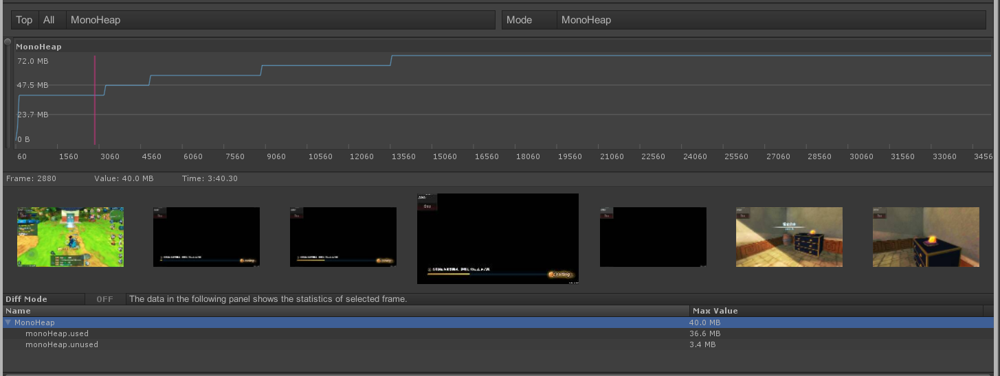 Top All MonoHeap Mode MonoHeap
MonoHeap
72.0 MB
47.5 MB
23.7 MB
0 B
60 1560 3060 4560 6060 7560 9060 10560 12060 13560 15060 16560 18060 19560 21060 22560 24060 25560 27060 28560 30060 31560 33060 3456
Frame: 2880 Value: 40.0 MB Time: 3:40.30
Loading...
Diff Mode OFF The data in the following panel shows the statistics of selected frame.
Name Max Value
MonoHeap 40.0 MB
monoHeap.used 36.6 MB
monoHeap.unused 3.4 MB